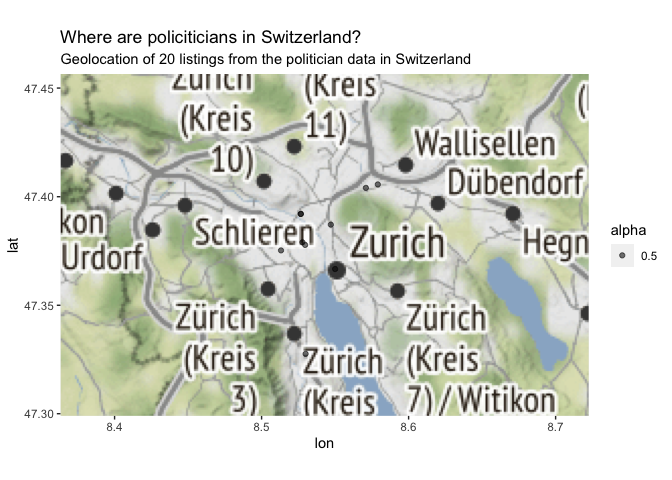 Where are policiticians in Switzerland?
Geolocation of 20 listings from the politician data in Switzerland
Zürich
(Kreis
10)
(Kreis
11)
Wallisellen
Dübendorf
kon
Urdorf
Schlieren
Zurich
Hegn
Zürich
(Kreis
3)
Zürich
(Kreis
Zürich
(Kreis
7) / Witikon
(
47.45
47.40
47.35
47.30
lat
8.4
8.5
8.6
8.7
lon
alpha
0.5